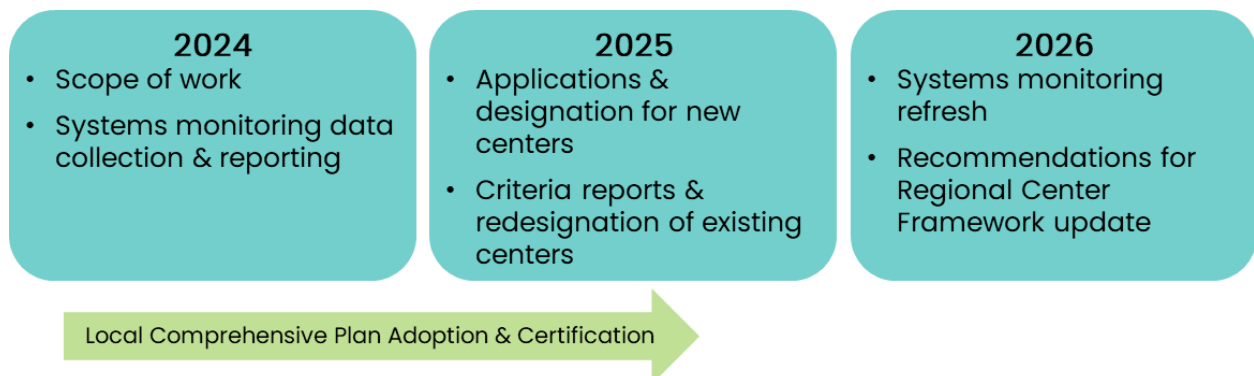 2024
• Scope of work
• Systems monitoring data
collection & reporting
2025
• Applications &
designation for new
centers
• Criteria reports &
redesignation of existing
centers
2026
• Systems monitoring
refresh
• Recommendations for
Regional Center
Framework update
Local Comprehensive Plan Adoption & Certification